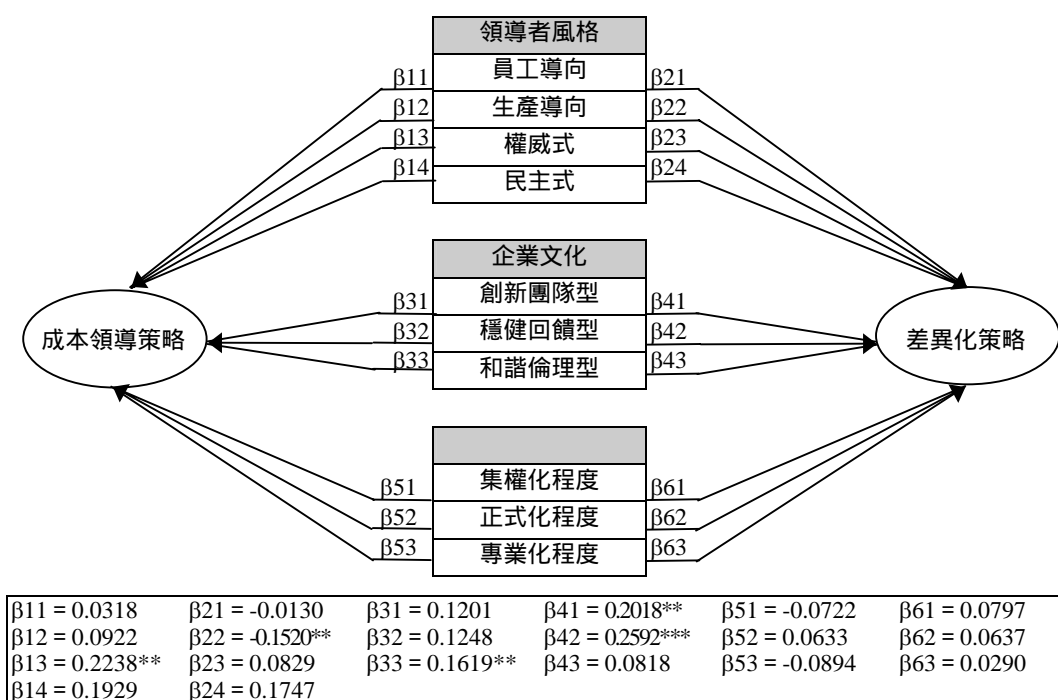 領導者風格
β11 員工導向 β21
β12 生產導向 β22
β13 權威式 β23
β14 民主式 β24
企業文化
β31 創新團隊型 β41
β32 穩健回饋型 β42
β33 和諧倫理型 β43
成本領導策略
差異化策略
β51 集權化程度 β61
β52 正式化程度 β62
β53 專業化程度 β63
β11 = 0.0318 β21 = -0.0130 β31 = 0.1201 β41 = 0.2018** β51 = -0.0722 β61 = 0.0797
β12 = 0.0922 β22 = -0.1520** β32 = 0.1248 β42 = 0.2592*** β52 = 0.0633 β62 = 0.0637
β13 = 0.2238** β23 = 0.0829 β33 = 0.1619** β43 = 0.0818 β53 = -0.0894 β63 = 0.0290
β14 = 0.1929 β24 = 0.1747